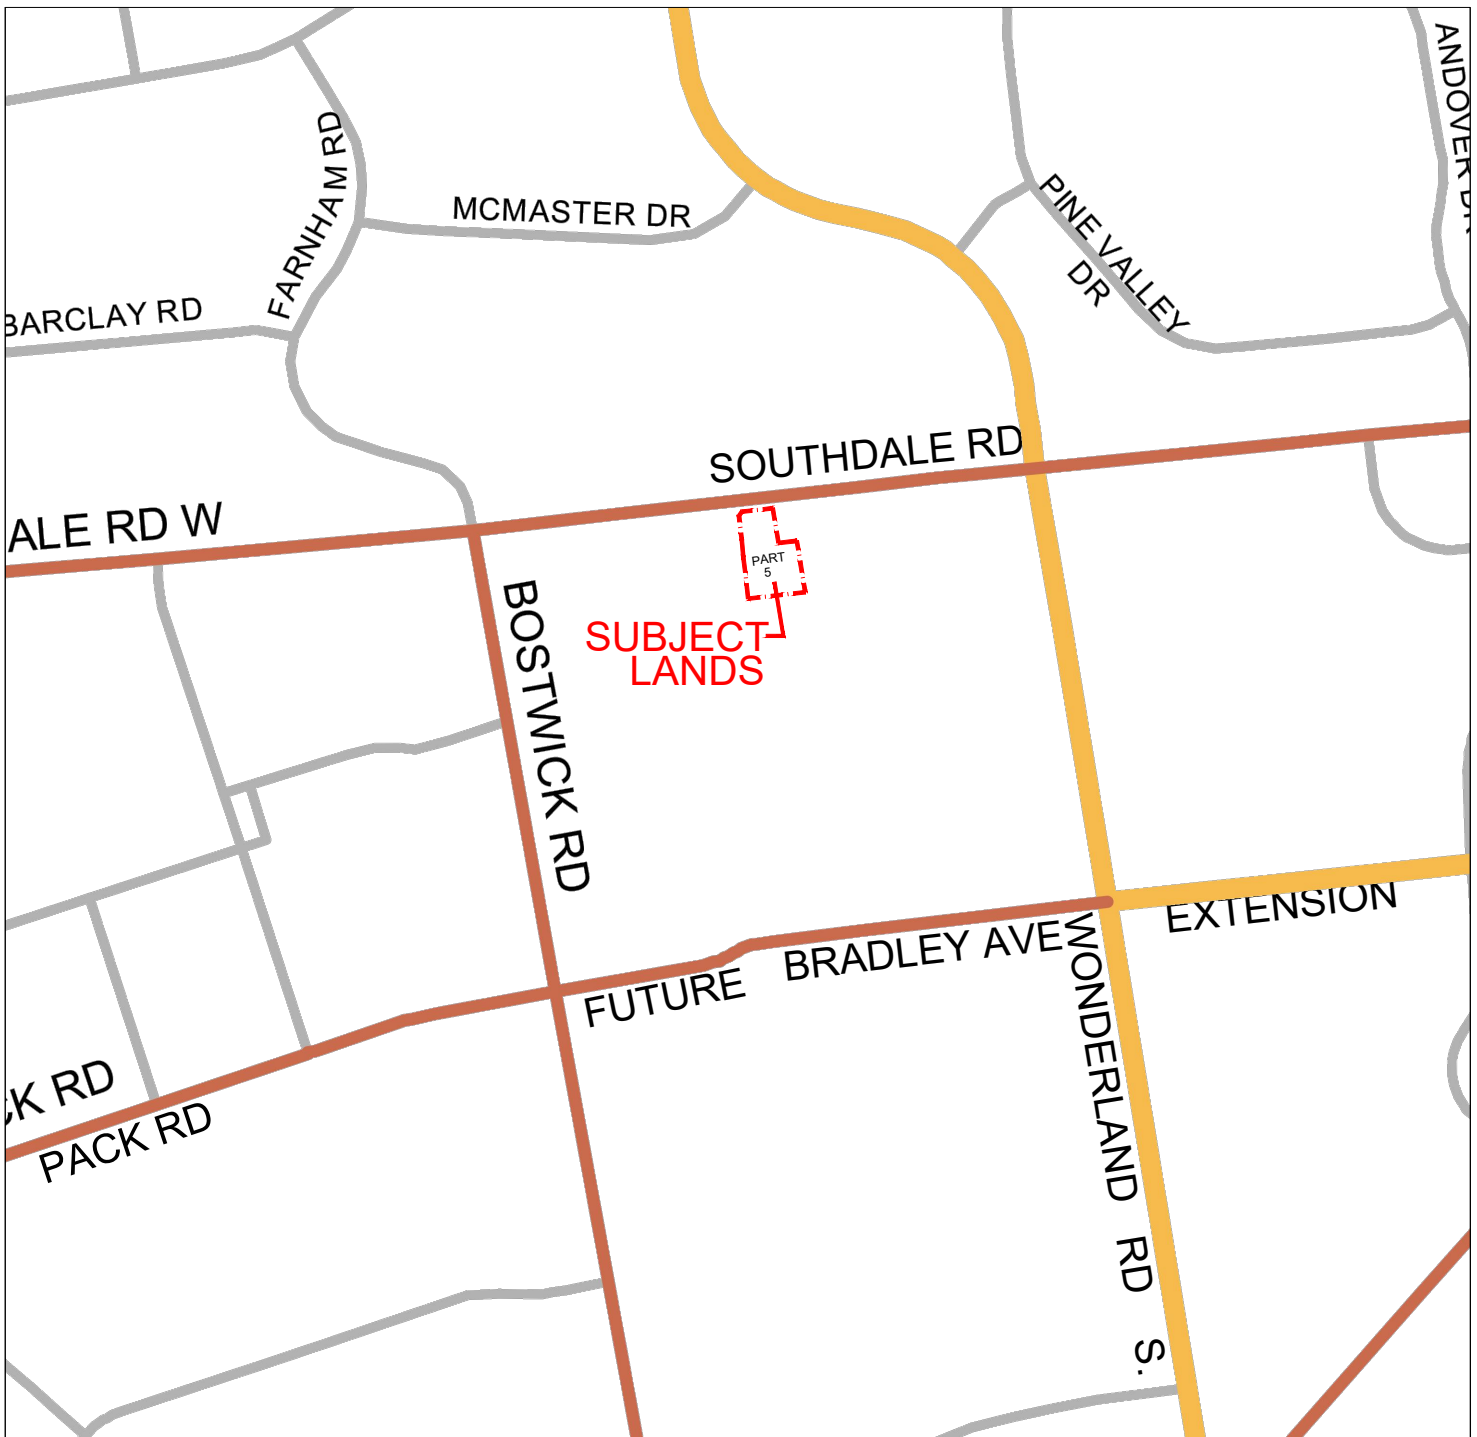 ANDOVER DR
FARNHAM RD
MCMASTER DR
PINE VALLEY
DR
BARCLAY RD
SOUTHDALE RD
ALE RD W
PART
5
SUBJECT
LANDS
BOSTWICK RD
EXTENSION
BRADLEY AVE
FUTURE
WONDERLAND RD S.
CK RD
PACK RD